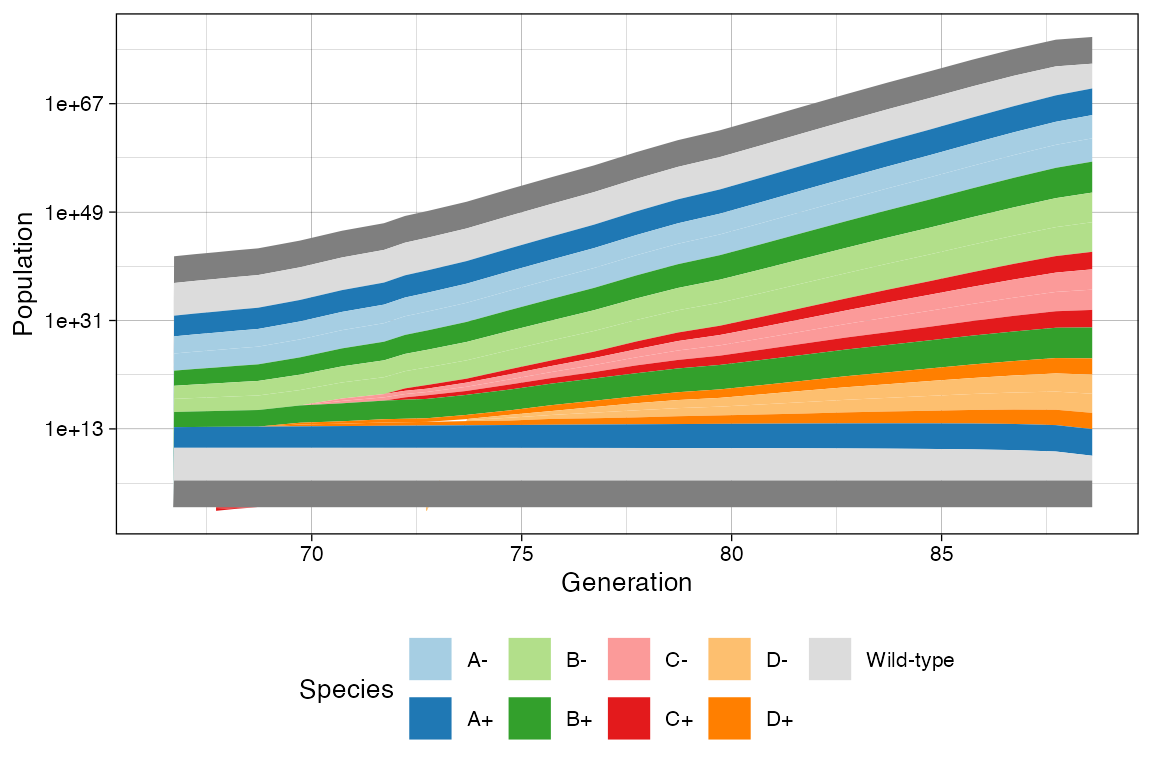 Population
1e+67
1e+49
1e+31
1e+13
70 75 80 85
Generation
Species
A- B- C- D- Wild-type
A+ B+ C+ D+